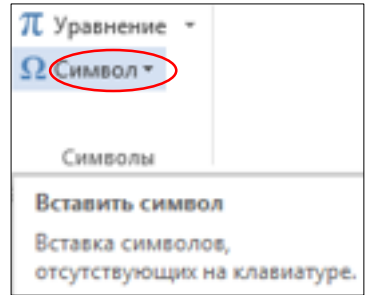 π Уравнение
Ω Символ
Символы
Вставить символ
Вставка символов,
отсутствующих на клавиатуре.